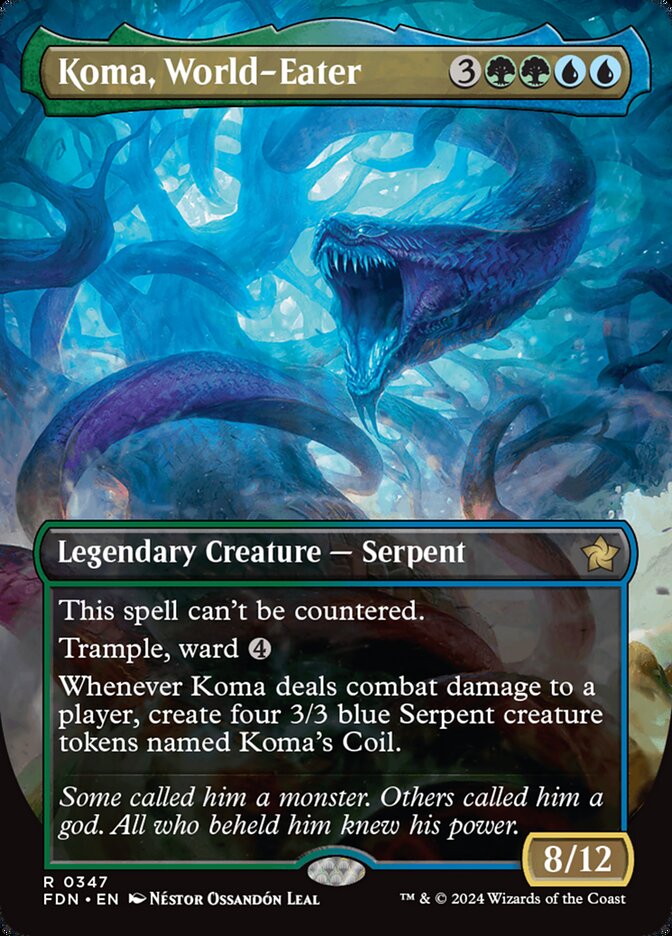 Koma, World-Eater 3
Legendary Creature — Serpent
This spell can't be countered.
Trample, ward 4
Whenever Koma deals combat damage to a
player, create four 3/3 blue Serpent creature
tokens named Koma's Coil.
Some called him a monster. Others called him a
god. All who beheld him knew his power.
8/12
R 0347
FDN • EN Néstor Ossandón Leal
™ & © 2024 Wizards of the Coast